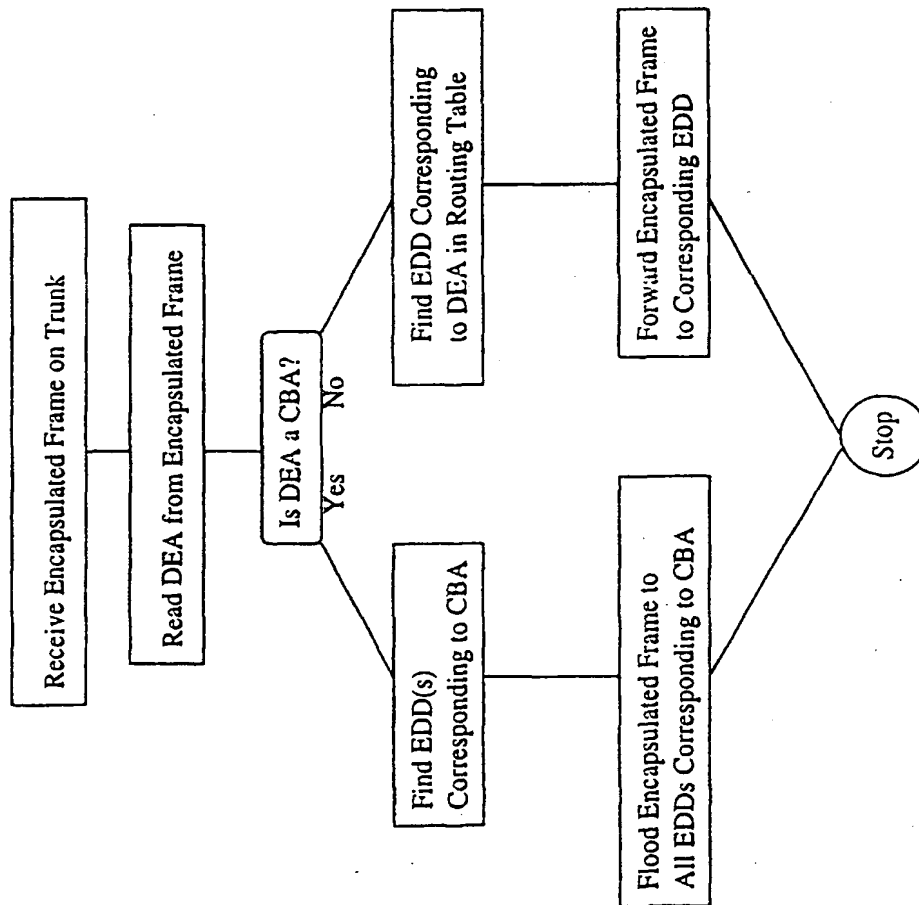 Receive Encapsulated Frame on Trunk
Read DEA from Encapsulated Frame
Is DEA a CBA?
Yes
No
Find EDD(s)
Corresponding to CBA
Find EDD Corresponding
to DEA in Routing Table
Flood Encapsulated Frame to
All EDDs Corresponding to CBA
Forward Encapsulated Frame
to Corresponding EDD
Stop